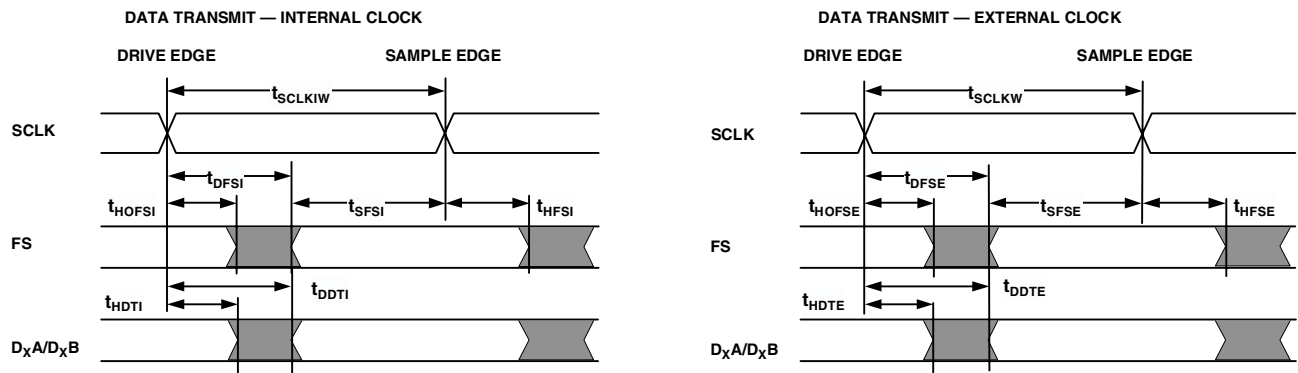 DATA TRANSMIT — INTERNAL CLOCK
DRIVE EDGE
SAMPLE EDGE
tSCLKIW
SCLK
tDFSI
tHOFSI
tSFSI
tHFSI
FS
tDDTI
tHDTI
DXA/DXB
DATA TRANSMIT — EXTERNAL CLOCK
DRIVE EDGE
SAMPLE EDGE
tSCLKW
SCLK
tDFSE
tHOFSE
tSFSE
tHFSE
FS
tDDTE
tHDTE
DXA/DXB